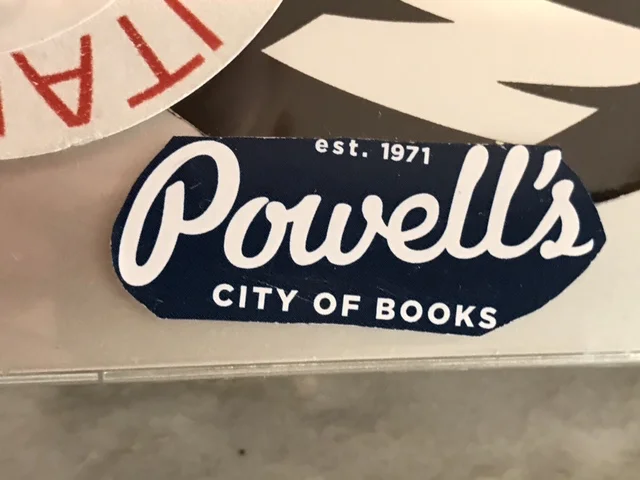 est. 1971
Powell's
CITY OF BOOKS